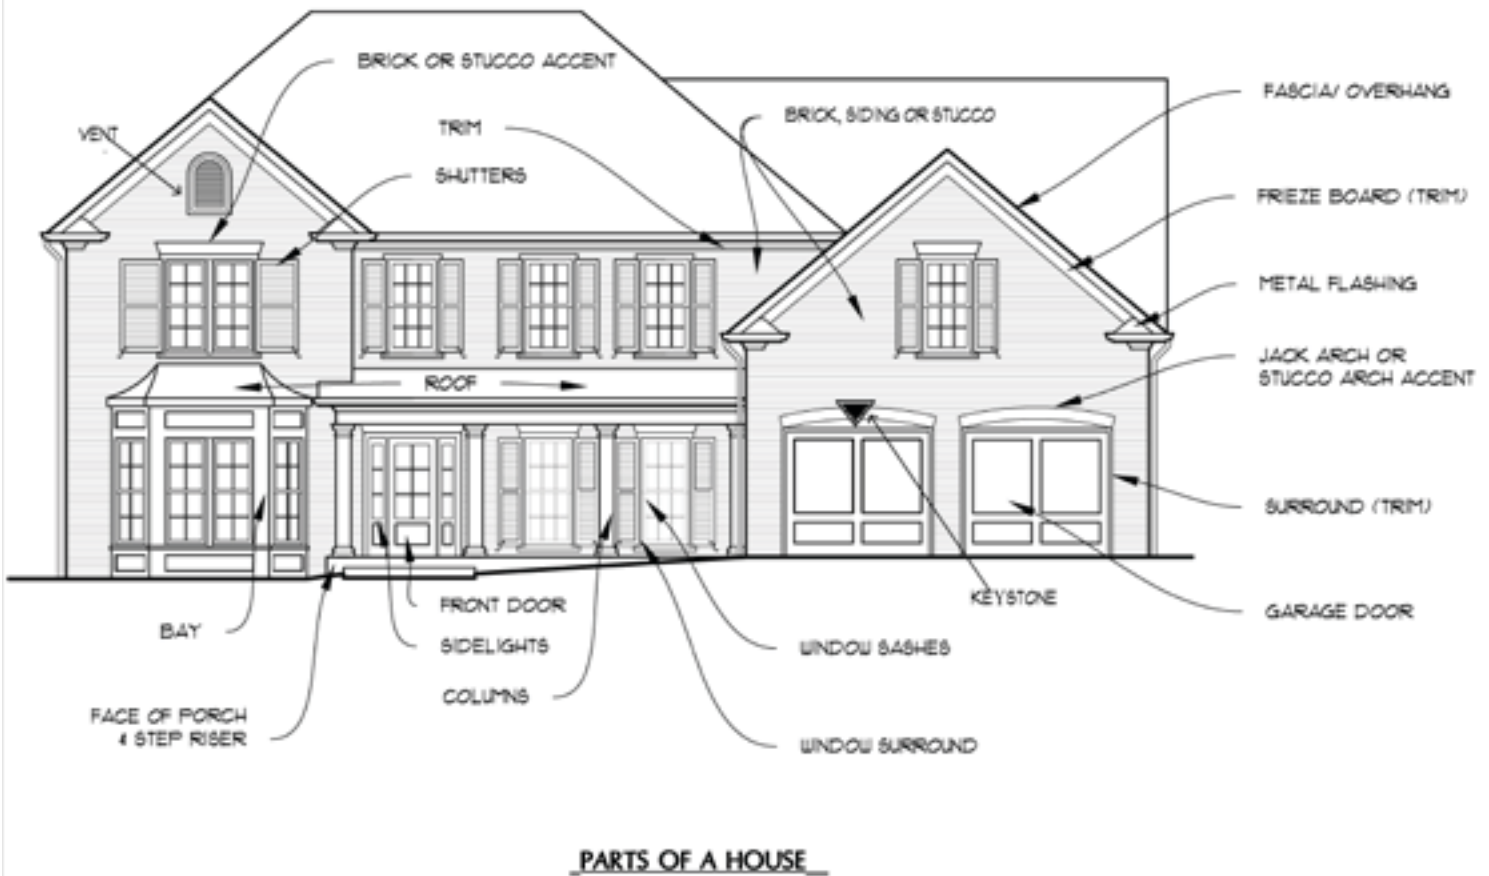 BRICK OR STUCCO ACCENT
FASCIA/ OVERHANG
BRICK, SIDING OR STUCCO
TRIM
VENT
SHUTTERS
FRIEZE BOARD (TRIM)
METAL FLASHING
JACK ARCH OR
STUCCO ARCH ACCENT
ROOF
SURROUND (TRIM)
KEYSTONE
FRONT DOOR
GARAGE DOOR
BAY
SIDELIGHTS
WINDOW SASHES
COLUMNS
FACE OF PORCH
& STEP RISER
WINDOW SURROUND
PARTS OF A HOUSE